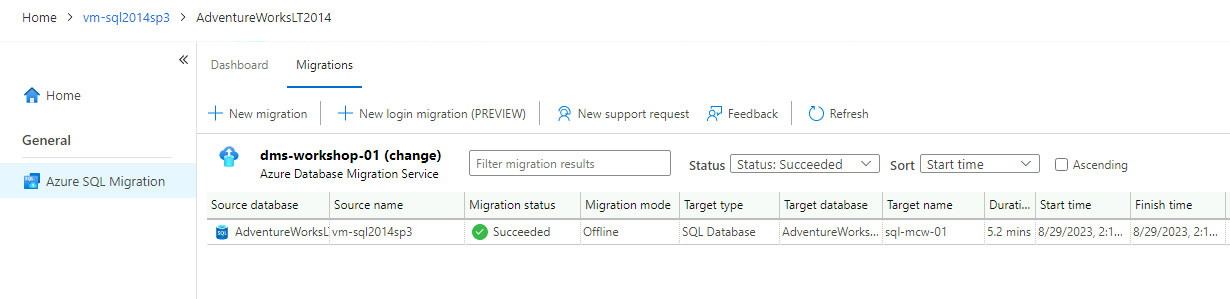 Home > vm-sql2014sp3 > AdventureWorksLT2014
«
Dashboard Migrations
Home
+ New migration + New login migration (PREVIEW) New support request Feedback Refresh
General
dms-workshop-01 (change)
Azure Database Migration Service
Filter migration results
Status Status: Succeeded Sort Start time Ascending
Azure SQL Migration
Source database Source name Migration status Migration mode Target type Target database Target name Durati... Start time Finish time
SQL AdventureWorksL vm-sql2014sp3 Succeeded Offline SQL Database AdventureWorks... sql-mcw-01 5.2 mins 8/29/2023, 2:1... 8/29/2023, 2:1...